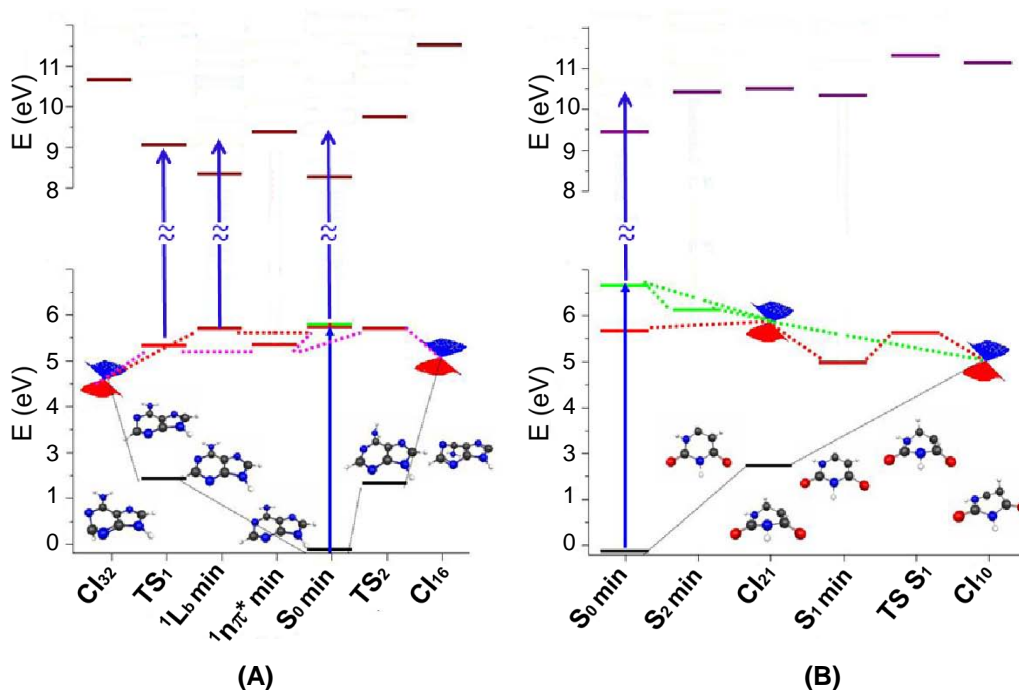 E (eV)
11
10
9
8
E (eV)
6
5
4
3
1
0
CI₃₂
TS₁
¹Lb min
¹nπ* min
S₀ min
TS₂
CI₁₆
(A)
E (eV)
11
10
9
8
E (eV)
6
5
4
3
1
0
S₀ min
S₂ min
CI₂₁
S₁ min
TS S₁
CI₁₀
(B)